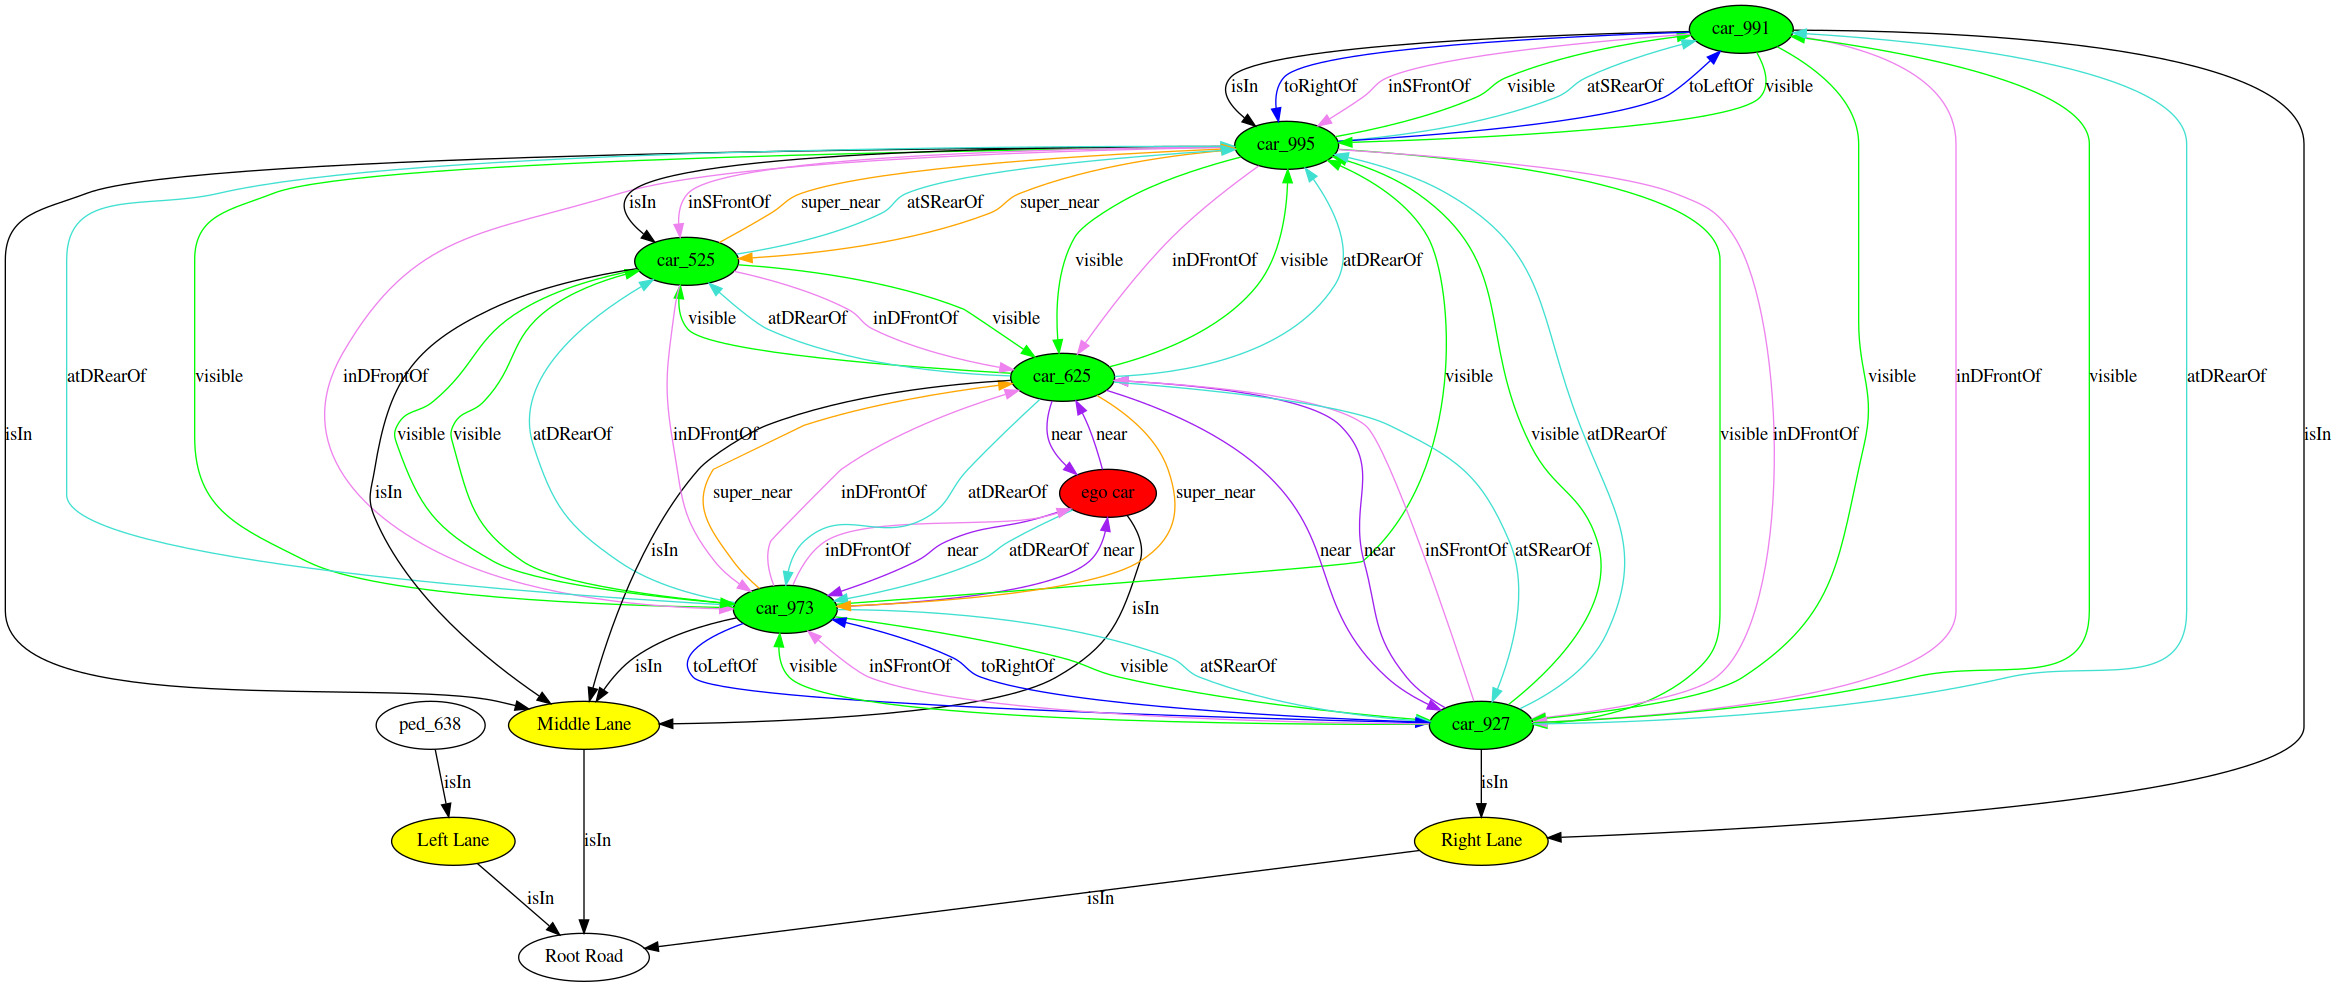 car_991
isIn
toRightOf
inSFrontOf
visible
atSRearOf
toLeftOf
visible
car_995
isIn
inSFrontOf
super_near
atSRearOf
super_near
car_525
visible
inDFrontOf
visible
atDRearOf
visible
atDRearOf
inDFrontOf
visible
atDRearOf
visible
inDFrontOf
car_625
visible
visible
inDFrontOf
visible
atDRearOf
isIn
visible
visible
atDRearOf
inDFrontOf
near
near
visible
atDRearOf
visible
inDFrontOf
isIn
isIn
super_near
inDFrontOf
atDRearOf
ego car
super_near
isIn
inDFrontOf
near
atDRearOf
near
near
near
inSFrontOf
atSRearOf
car_973
isIn
isIn
toLeftOf
visible
inSFrontOf
toRightOf
visible
atSRearOf
ped_638
Middle Lane
car_927
isIn
isIn
Left Lane
isIn
Right Lane
isIn
isIn
Root Road